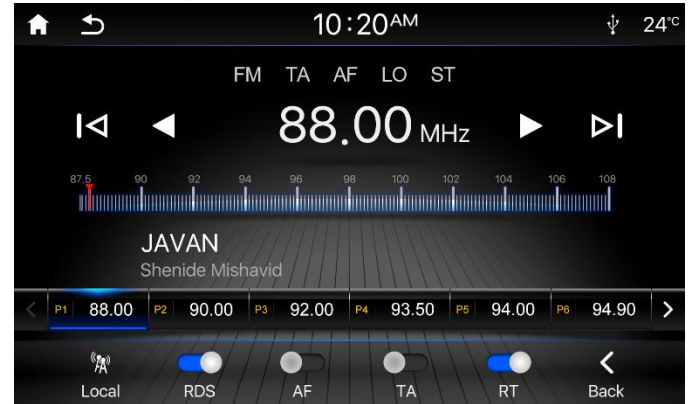 10:20AM 24°C
FM TA AF LO ST
88.00 MHz
87.5 90 92 94 96 98 100 102 104 106 108
JAVAN
Shenide Mishavid
P1 88.00 P2 90.00 P3 92.00 P4 93.50 P5 94.00 P6 94.90
Local RDS AF TA RT Back